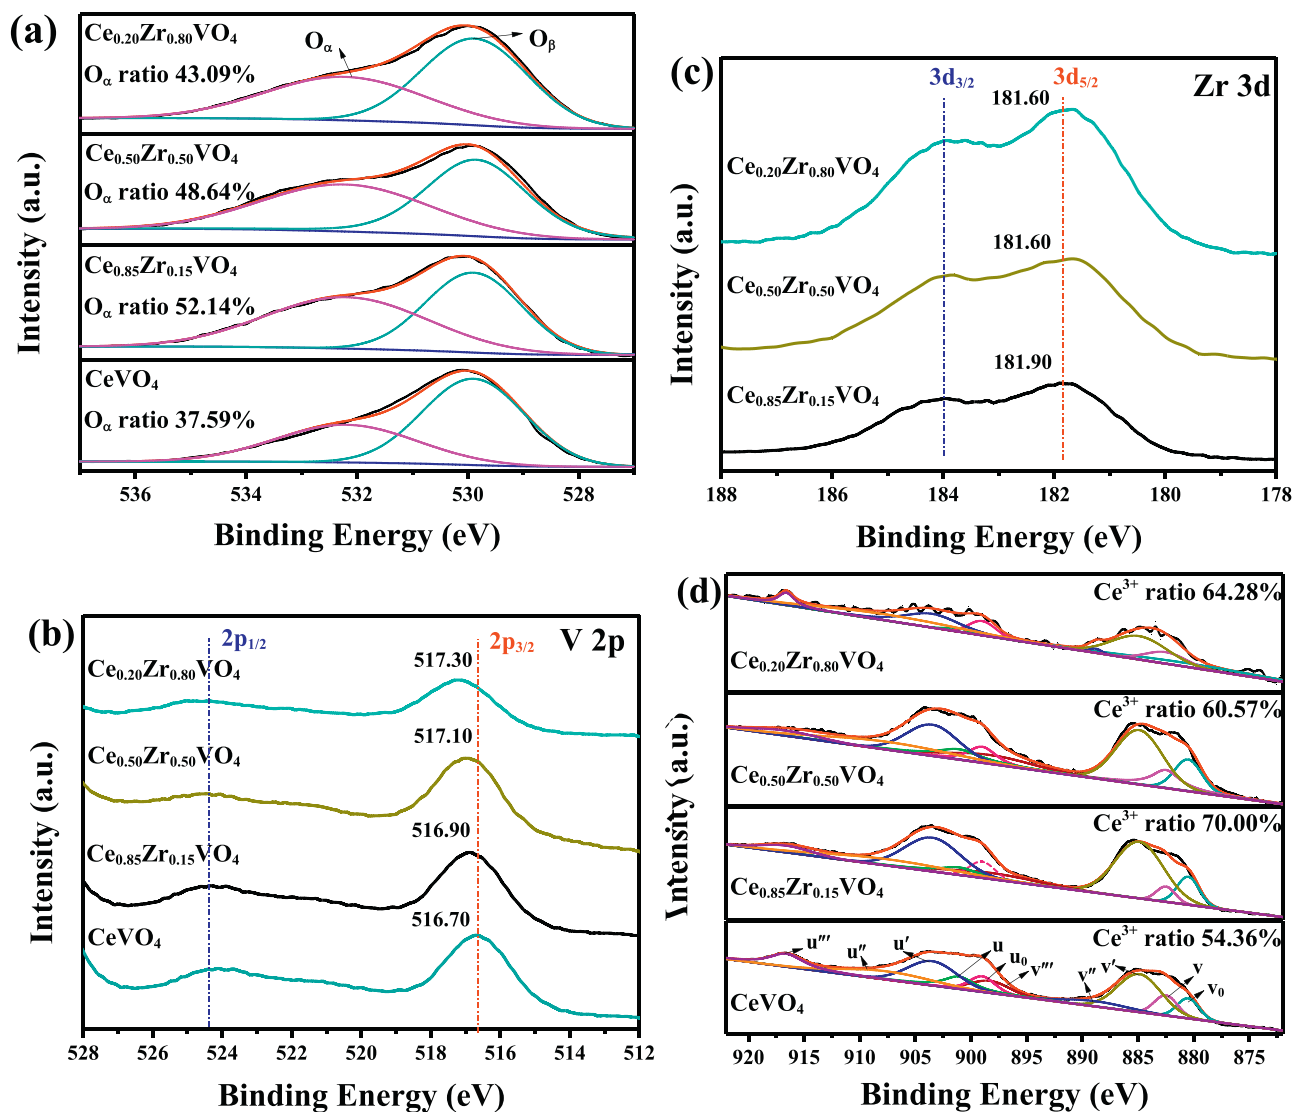 (a)
Ce0.20Zr0.80VO4
Oα ratio 43.09%
Oα
Oβ
Ce0.50Zr0.50VO4
Oα ratio 48.64%
Ce0.85Zr0.15VO4
Oα ratio 52.14%
CeVO4
Oα ratio 37.59%
Intensity (a.u.)
536 534 532 530 528
Binding Energy (eV)
(c)
3d3/2
181.60
3d5/2
Zr 3d
Ce0.20Zr0.80VO4
181.60
Ce0.50Zr0.50VO4
181.90
Ce0.85Zr0.15VO4
Intensity (a.u.)
188 186 184 182 180 178
Binding Energy (eV)
(b)
2p1/2
517.30
2p3/2
V 2p
Ce0.20Zr0.80VO4
517.10
Ce0.50Zr0.50VO4
516.90
Ce0.85Zr0.15VO4
516.70
CeVO4
Intensity (a.u.)
528 526 524 522 520 518 516 514 512
Binding Energy (eV)
(d)
Ce3+ ratio 64.28%
Ce0.20Zr0.80VO4
Ce3+ ratio 60.57%
Ce0.50Zr0.50VO4
Ce3+ ratio 70.00%
Ce0.85Zr0.15VO4
Ce3+ ratio 54.36%
u''' u'' u' u u0 v''' v'' v' v v0
CeVO4
Intensity (a.u.)
920 915 910 905 900 895 890 885 880 875
Binding Energy (eV)